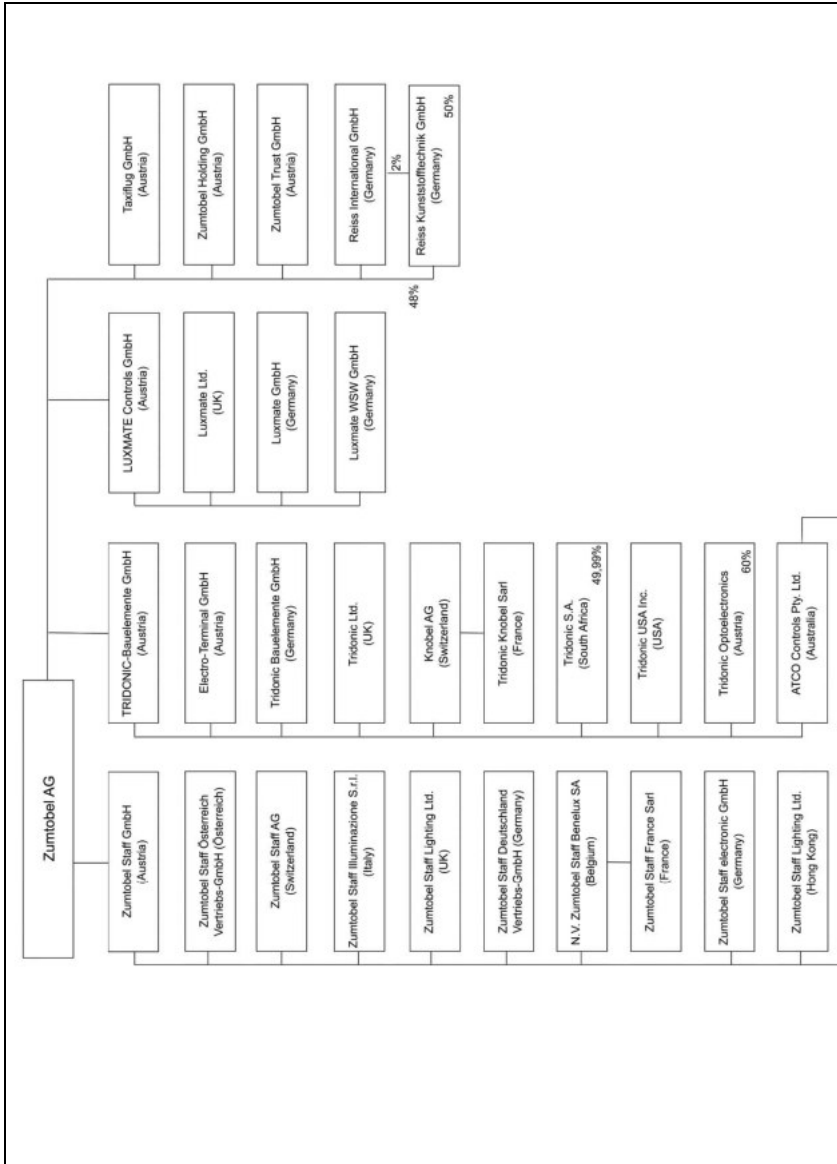 Zumtobel AG
Zumtobel Staff GmbH
(Austria)
Zumtobel Staff Österreich
Vertriebs-GmbH (Österreich)
Zumtobel Staff AG
(Switzerland)
Zumtobel Staff Illuminazione S.r.l.
(Italy)
Zumtobel Staff Lighting Ltd.
(UK)
Zumtobel Staff Deutschland
Vertriebs-GmbH (Germany)
N.V. Zumtobel Staff Benelux SA
(Belgium)
Zumtobel Staff France Sarl
(France)
Zumtobel Staff electronic GmbH
(Germany)
Zumtobel Staff Lighting Ltd.
(Hong Kong)
TRIDONIC-Bauelemente GmbH
(Austria)
Electro-Terminal GmbH
(Austria)
Tridonic Bauelemente GmbH
(Germany)
Tridonic Ltd.
(UK)
Knobel AG
(Switzerland)
Tridonic Knobel Sarl
(France)
Tridonic S.A.
(South Africa)
49,99%
Tridonic USA Inc.
(USA)
Tridonic Optoelectronics
(Austria)
60%
ATCO Controls Pty. Ltd.
(Australia)
LUXMATE Controls GmbH
(Austria)
Luxmate Ltd.
(UK)
Luxmate GmbH
(Germany)
Luxmate WSW GmbH
(Germany)
Taxiflug GmbH
(Austria)
Zumtobel Holding GmbH
(Austria)
Zumtobel Trust GmbH
(Austria)
Reiss International GmbH
(Germany)
2%
48%
Reiss Kunststofftechnik GmbH
(Germany)
50%